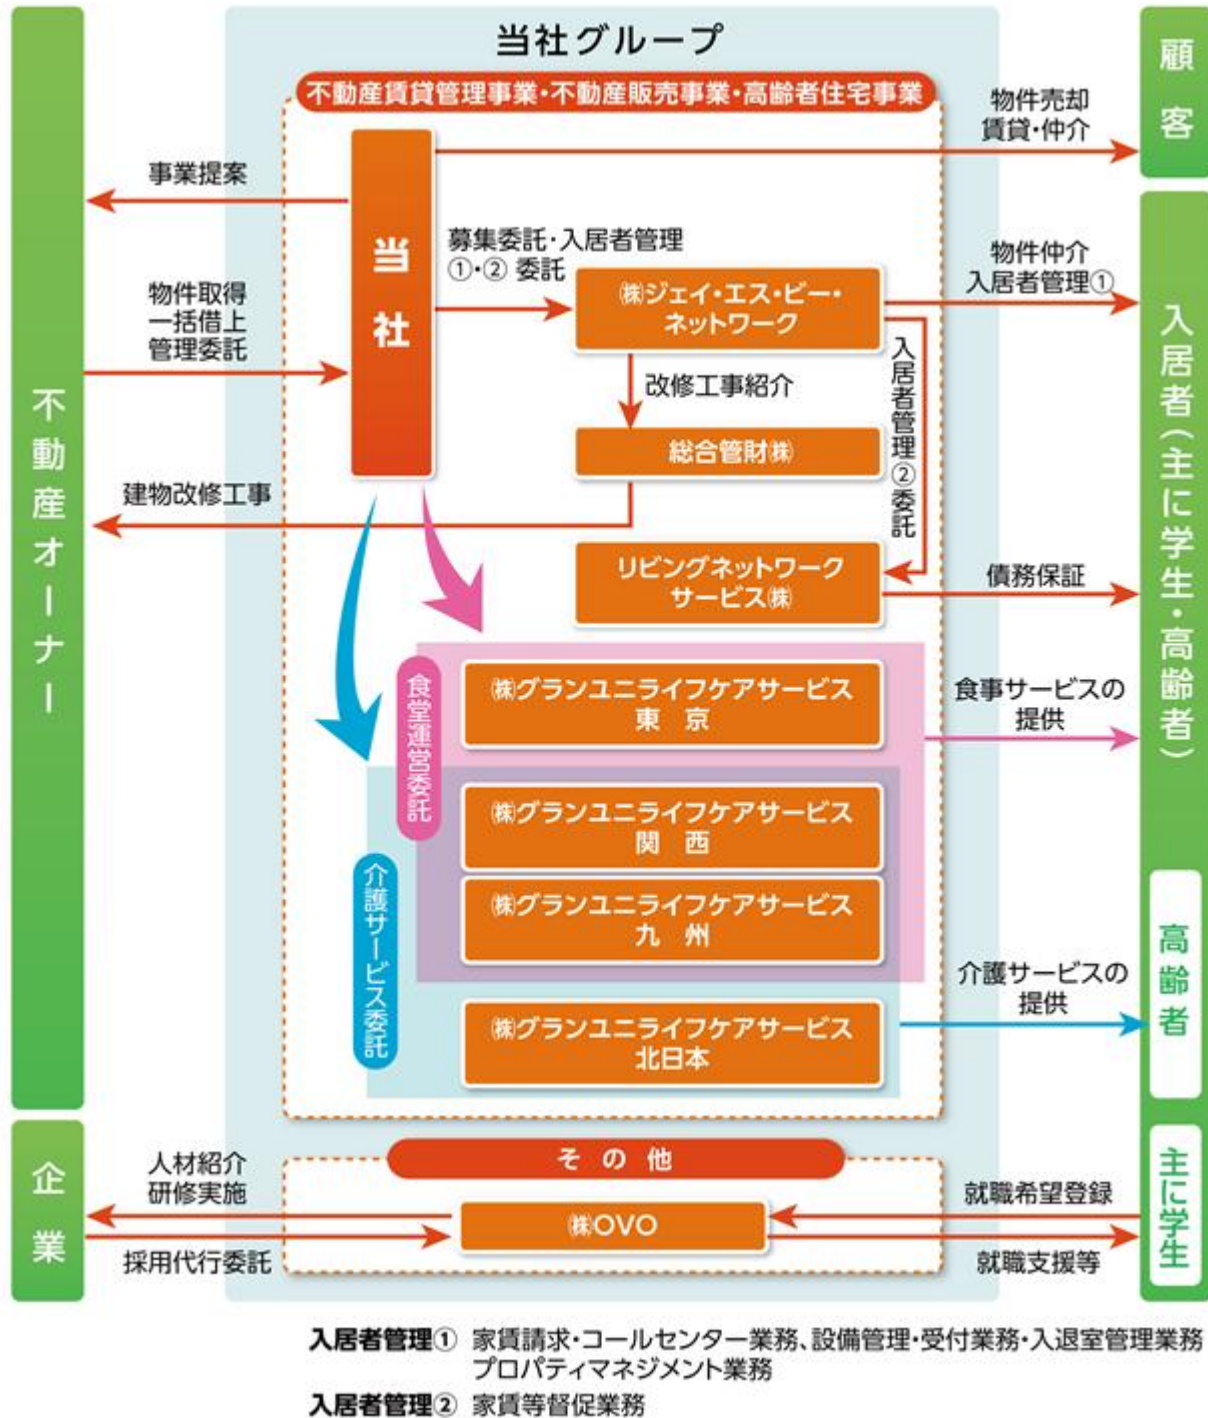 当社グループ
不動産賃貸管理事業・不動産販売事業・高齢者住宅事業
顧客
物件売却
賃貸・仲介
事業提案
当社
募集委託・入居者管理
①・② 委託
㈱ジェイ・エス・ビー・
ネットワーク
物件仲介
入居者管理①
物件取得
一括借上
管理委託
不動産オーナー
入居者(主に学生・高齢者)
改修工事紹介
入居者管理②委託
総合管財㈱
建物改修工事
リビングネットワーク
サービス㈱
債務保証
食堂運営委託
㈱グランユニライフケアサービス
東 京
食事サービスの
提供
㈱グランユニライフケアサービス
関 西
介護サービス委託
㈱グランユニライフケアサービス
九 州
高齢者
介護サービスの
提供
㈱グランユニライフケアサービス
北日本
その他
企業
人材紹介
研修実施
採用代行委託
㈱OVO
就職希望登録
就職支援等
主に学生
入居者管理① 家賃請求・コールセンター業務、設備管理・受付業務・入退室管理業務
プロパティマネジメント業務
入居者管理② 家賃等督促業務